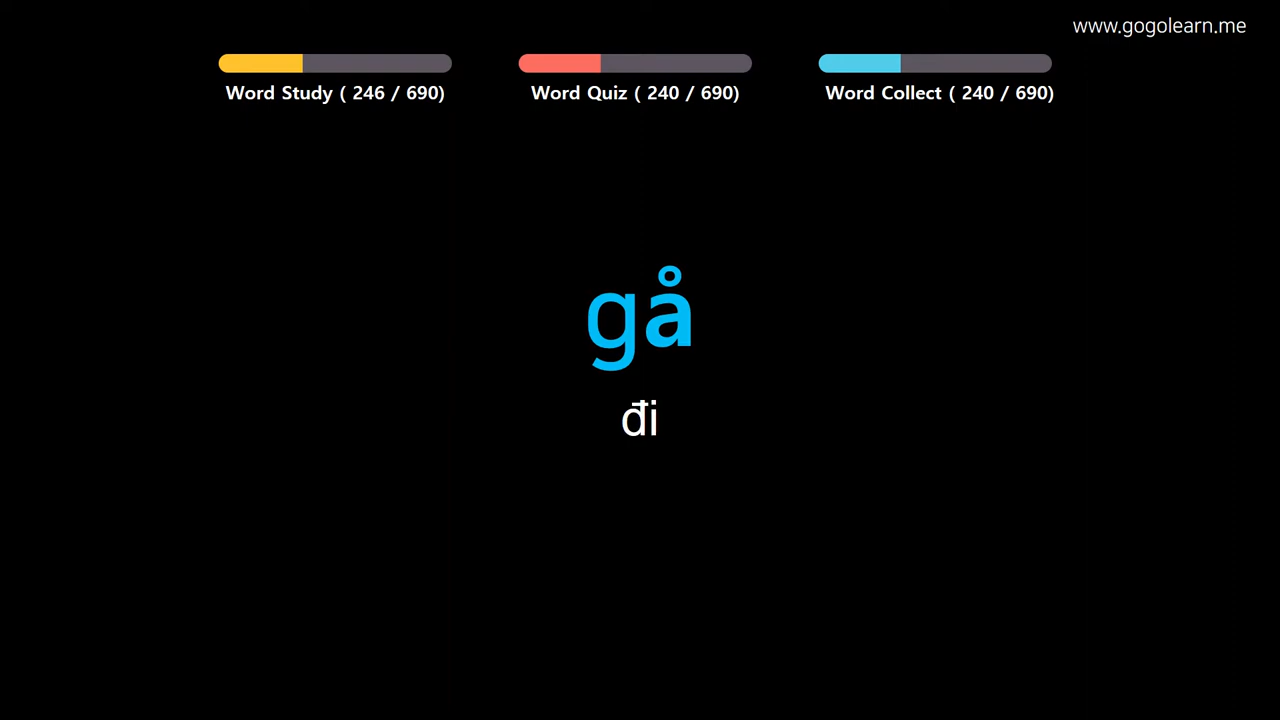 www.gogolearn.me
Word Study ( 246 / 690)
Word Quiz ( 240 / 690)
Word Collect ( 240 / 690)
gå
đi